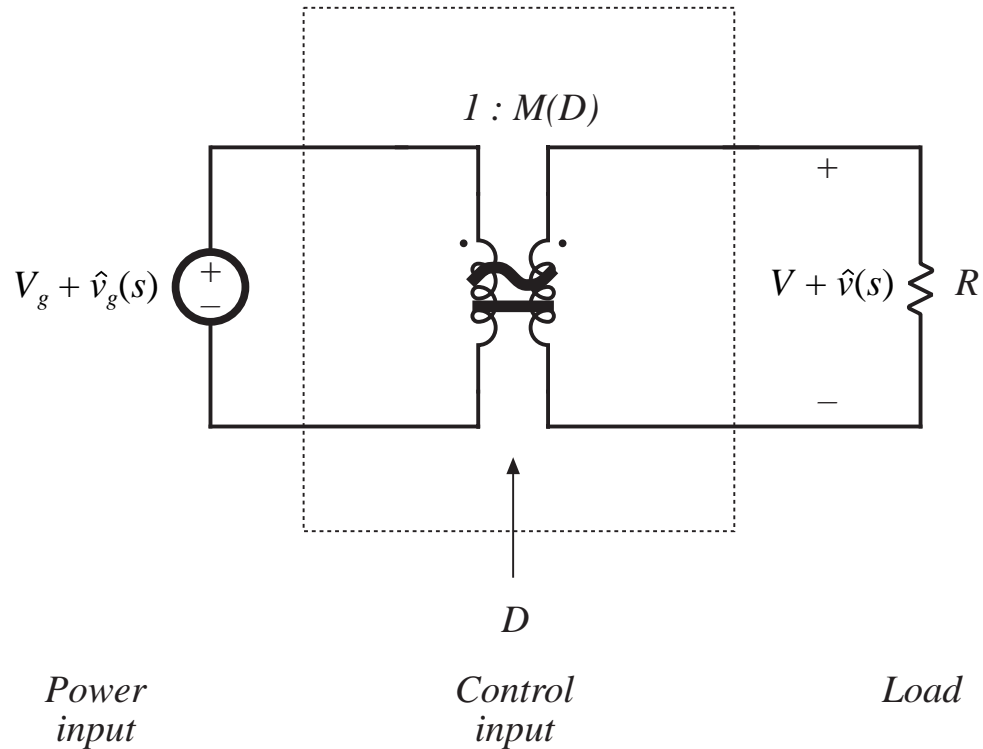 1 : M(D)
+
V_g + v̂_g(s)
+
–
V + v̂(s)
R
–
D
Power input
Control input
Load